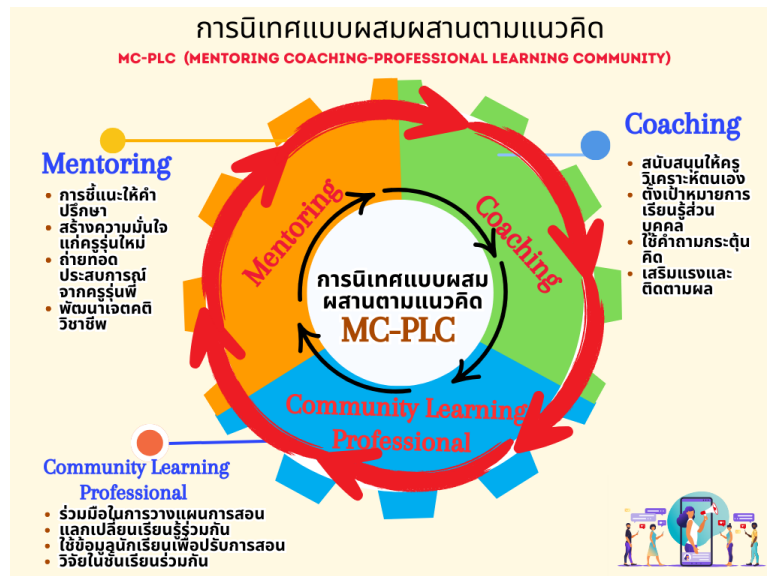 การนิเทศแบบผสมผสานตามแนวคิด
MC-PLC (MENTORING COACHING-PROFESSIONAL LEARNING COMMUNITY)
Mentoring
การชี้แนะให้คำ
ปรึกษา
สร้างความมั่นใจ
แก่ครูรุ่นใหม่
ถ่ายทอด
ประสบการณ์
จากครูรุ่นพี่
พัฒนาเจตคติ
วิชาชีพ
Coaching
สนับสนุนให้ครู
วิเคราะห์ตนเอง
ตั้งเป้าหมายการ
เรียนรู้ส่วน
บุคคล
ใช้คำถามกระตุ้น
คิด
เสริมแรงและ
ติดตามผล
Mentoring
Coaching
การนิเทศแบบผสม
ผสานตามแนวคิด
MC-PLC
Community Learning
Professional
Community Learning
Professional
ร่วมมือในการวางแผนการสอน
แลกเปลี่ยนเรียนรู้ร่วมกัน
ใช้ข้อมูลนักเรียนเพื่อปรับการสอน
วิจัยในชั้นเรียนร่วมกัน